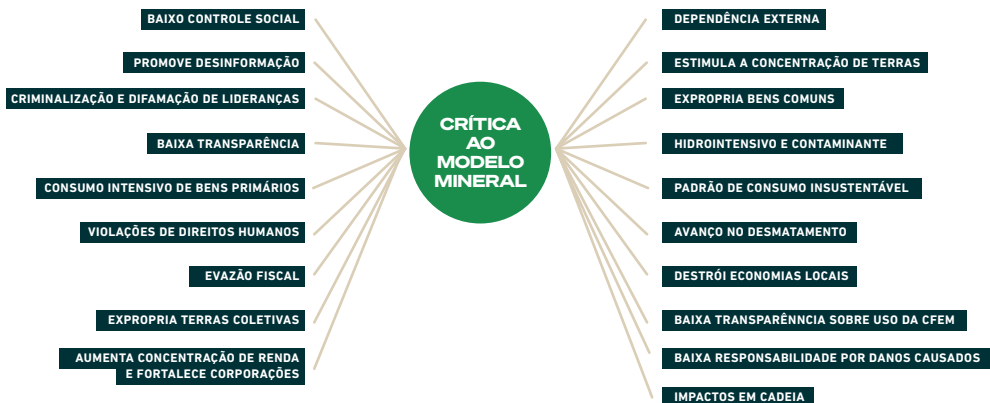 BAIXO CONTROLE SOCIAL
PROMOVE DESINFORMAÇÃO
CRIMINALIZAÇÃO E DIFAMAÇÃO DE LIDERANÇAS
BAIXA TRANSPARÊNCIA
CONSUMO INTENSIVO DE BENS PRIMÁRIOS
VIOLAÇÕES DE DIREITOS HUMANOS
EVAZÃO FISCAL
EXPROPRIA TERRAS COLETIVAS
AUMENTA CONCENTRAÇÃO DE RENDA
E FORTALECE CORPORAÇÕES
CRÍTICA
AO
MODELO
MINERAL
DEPENDÊNCIA EXTERNA
ESTIMULA A CONCENTRAÇÃO DE TERRAS
EXPROPRIA BENS COMUNS
HIDROINTENSIVO E CONTAMINANTE
PADRÃO DE CONSUMO INSUSTENTÁVEL
AVANÇO NO DESMATAMENTO
DESTRÓI ECONOMIAS LOCAIS
BAIXA TRANSPARÊNNCIA SOBRE USO DA CFEM
BAIXA RESPONSABILIDADE POR DANOS CAUSADOS
IMPACTOS EM CADEIA